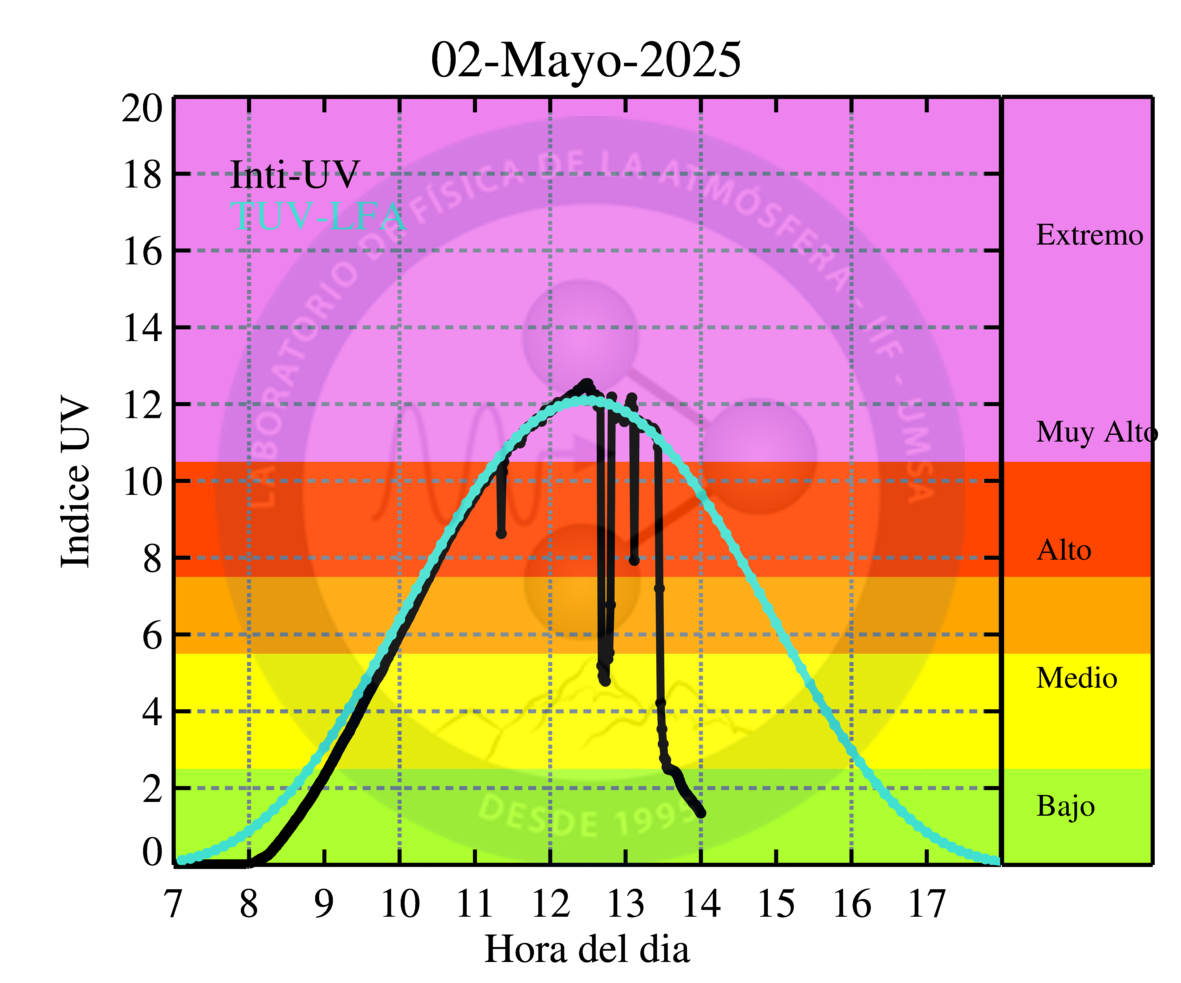 02-Mayo-2025
Inti-UV
TUV-LFA
LABORATORIO DE FÍSICA DE LA ATMÓSFERA - IIF - UMSA
DESDE 1995
Indice UV
20
18
16
14
12
10
8
6
4
2
0
Extremo
Muy Alto
Alto
Medio
Bajo
7 8 9 10 11 12 13 14 15 16 17
Hora del dia